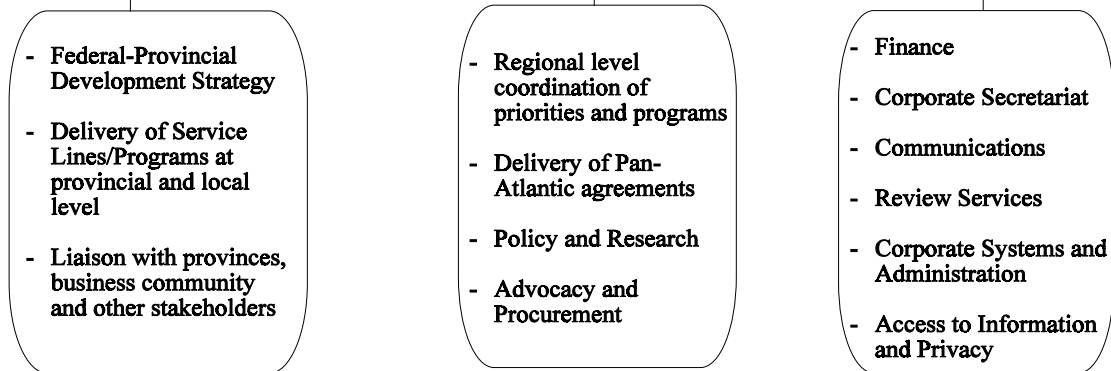 - Federal-Provincial
Development Strategy
- Delivery of Service
Lines/Programs at
provincial and local
level
- Liaison with provinces,
business community
and other stakeholders
- Regional level
coordination of
priorities and programs
- Delivery of Pan-
Atlantic agreements
- Policy and Research
- Advocacy and
Procurement
- Finance
- Corporate Secretariat
- Communications
- Review Services
- Corporate Systems and
Administration
- Access to Information
and Privacy